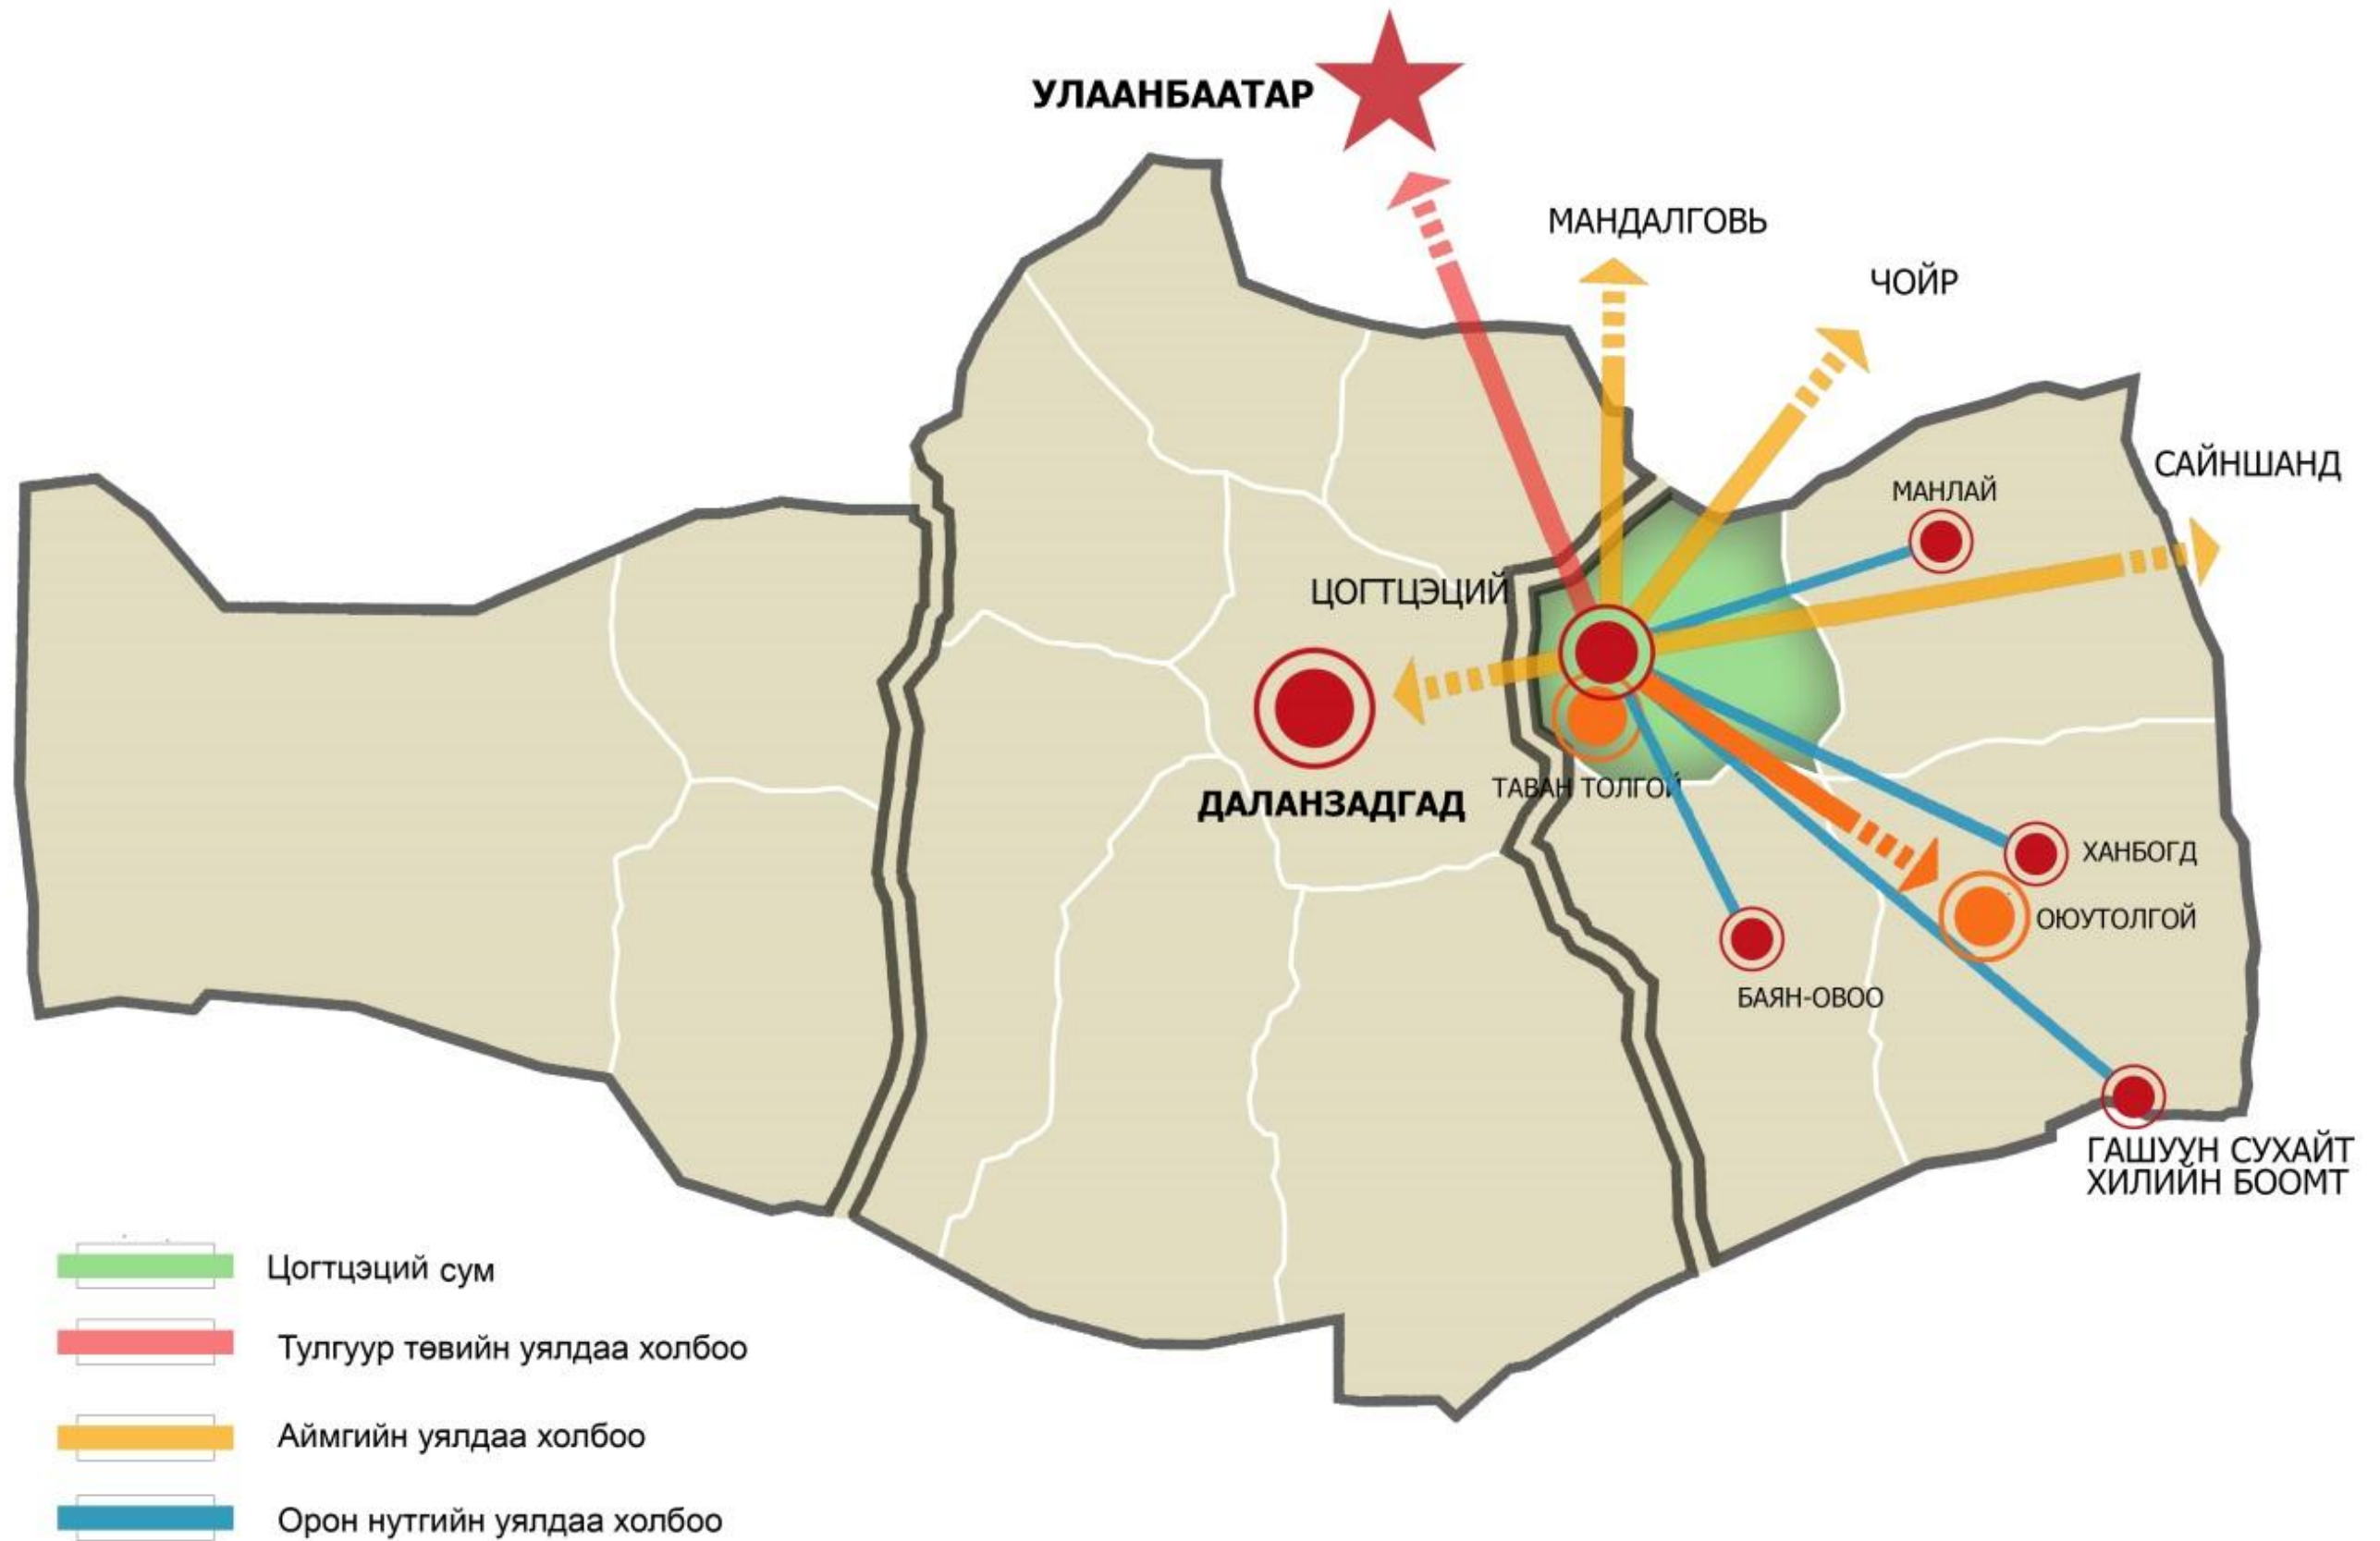 УЛААНБААТАР
МАНДАЛГОВЬ
ЧОЙР
САЙНШАНД
МАНЛАЙ
ЦОГТЦЭЦИЙ
ДАЛАНЗАДГАД
ТАВАН ТОЛГОЙ
ХАНБОГД
ОЮУТОЛГОЙ
БАЯН-ОВОО
ГАШУУН СУХАЙТ
ХИЛИЙН БООМТ
Цогтцэций сум
Тулгуур төвийн уялдаа холбоо
Аймгийн уялдаа холбоо
Орон нутгийн уялдаа холбоо